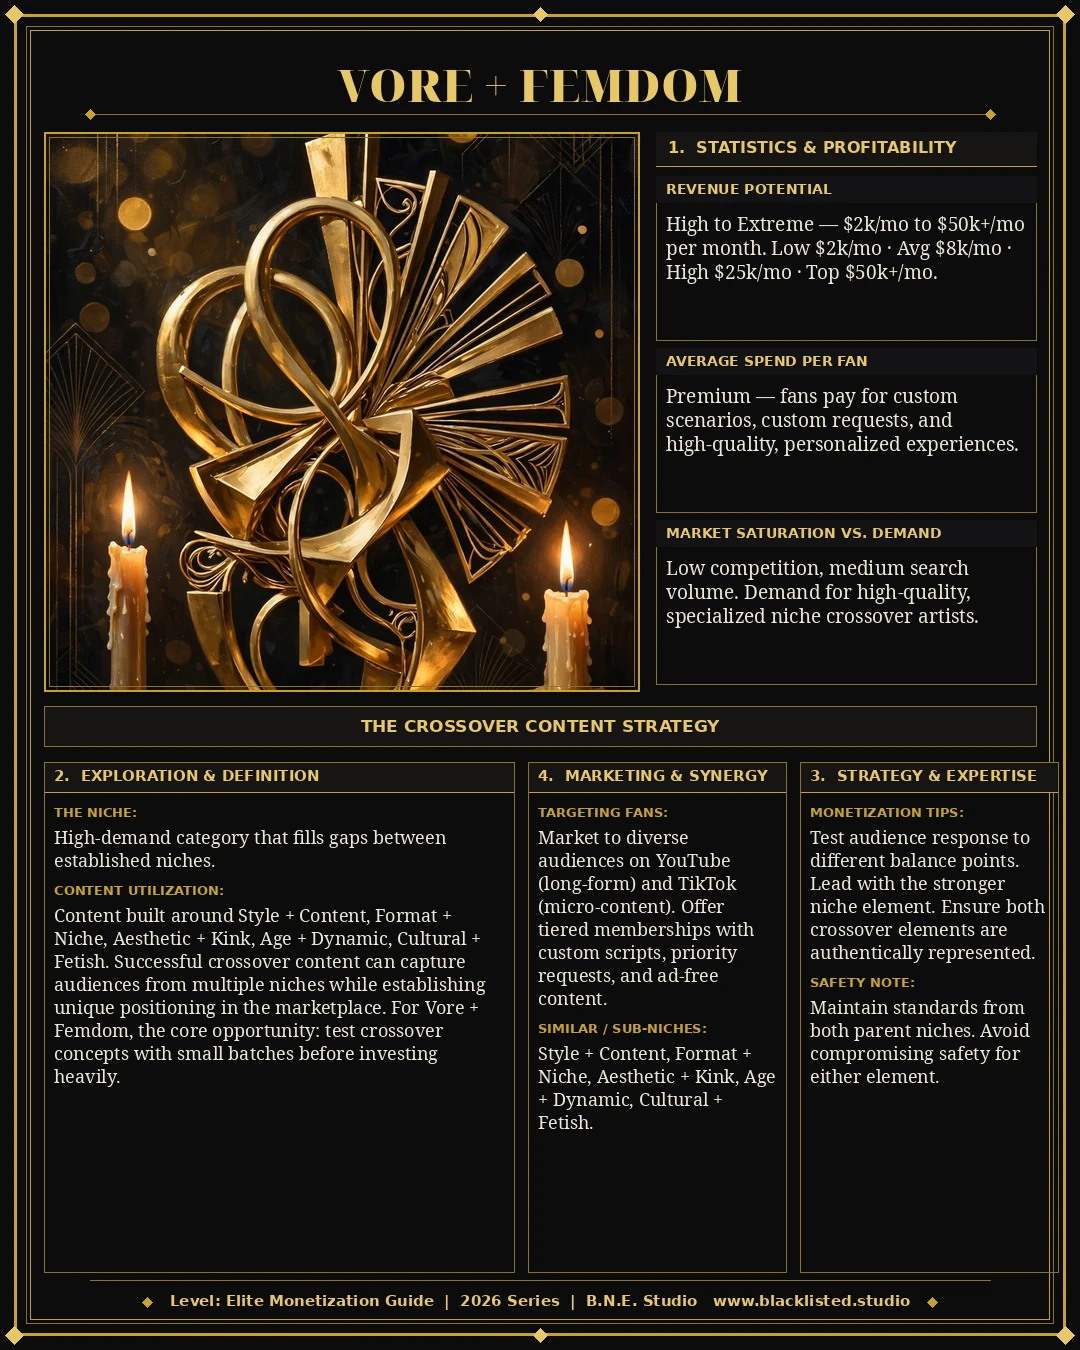 VORE + FEMDOM
1. STATISTICS & PROFITABILITY
REVENUE POTENTIAL
High to Extreme — $2k/mo to $50k+/mo
per month. Low $2k/mo · Avg $8k/mo ·
High $25k/mo · Top $50k+/mo.
AVERAGE SPEND PER FAN
Premium — fans pay for custom
scenarios, custom requests, and
high-quality, personalized experiences.
MARKET SATURATION VS. DEMAND
Low competition, medium search
volume. Demand for high-quality,
specialized niche crossover artists.
THE CROSSOVER CONTENT STRATEGY
2. EXPLORATION & DEFINITION
THE NICHE:
High-demand category that fills gaps between
established niches.
CONTENT UTILIZATION:
Content built around Style + Content, Format +
Niche, Aesthetic + Kink, Age + Dynamic, Cultural +
Fetish. Successful crossover content can capture
audiences from multiple niches while establishing
unique positioning in the marketplace. For Vore +
Femdom, the core opportunity: test crossover
concepts with small batches before investing
heavily.
4. MARKETING & SYNERGY
TARGETING FANS:
Market to diverse
audiences on YouTube
(long-form) and TikTok
(micro-content). Offer
tiered memberships with
custom scripts, priority
requests, and ad-free
content.
SIMILAR / SUB-NICHES:
Style + Content, Format +
Niche, Aesthetic + Kink, Age
+ Dynamic, Cultural +
Fetish.
3. STRATEGY & EXPERTISE
MONETIZATION TIPS:
Test audience response to
different balance points.
Lead with the stronger
niche element. Ensure both
crossover elements are
authentically represented.
SAFETY NOTE:
Maintain standards from
both parent niches. Avoid
compromising safety for
either element.
Level: Elite Monetization Guide | 2026 Series | B.N.E. Studio www.blacklisted.studio